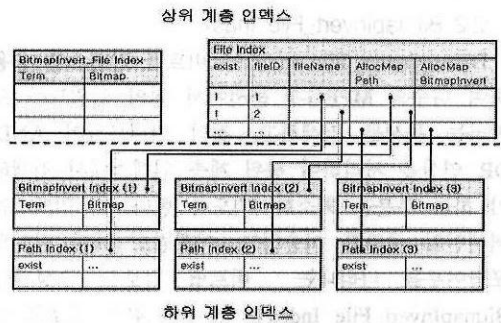 상위 계층 인덱스
File Index
exist fileID fileName AllocMap Path AllocMap BitmapInvert
1 1
1 2
... ...
BitmapInvert_File Index
Term Bitmap
BitmapInvert Index (1)
Term Bitmap
BitmapInvert Index (2)
Term Bitmap
BitmapInvert Index (3)
Term Bitmap
Path Index (1)
exist ...
Path Index (2)
exist ...
Path Index (3)
exist ...
하위 계층 인덱스